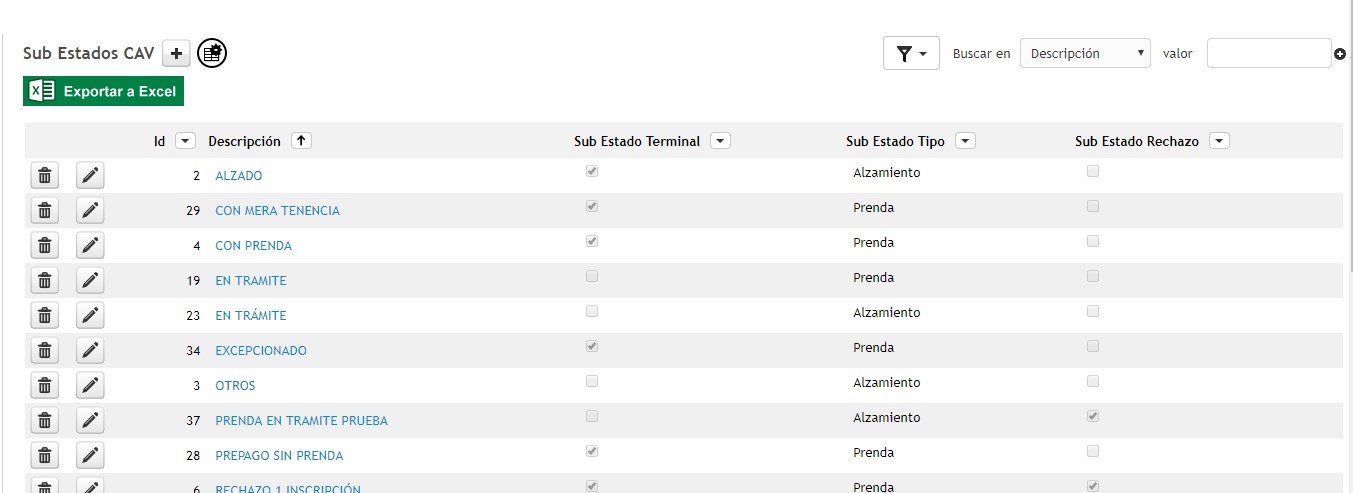 Sub Estados CAV
Buscar en Descripción valor
Exportar a Excel
Id Descripción Sub Estado Terminal Sub Estado Tipo Sub Estado Rechazo
2 ALZADO Alzamiento
29 CON MERA TENENCIA Prenda
4 CON PRENDA Prenda
19 EN TRAMITE Prenda
23 EN TRÁMITE Alzamiento
34 EXCEPCIONADO Prenda
3 OTROS Alzamiento
37 PRENDA EN TRAMITE PRUEBA Alzamiento
28 PREPAGO SIN PRENDA Prenda
6 RECHAZO 1 INSCRIPCIÓN Prenda